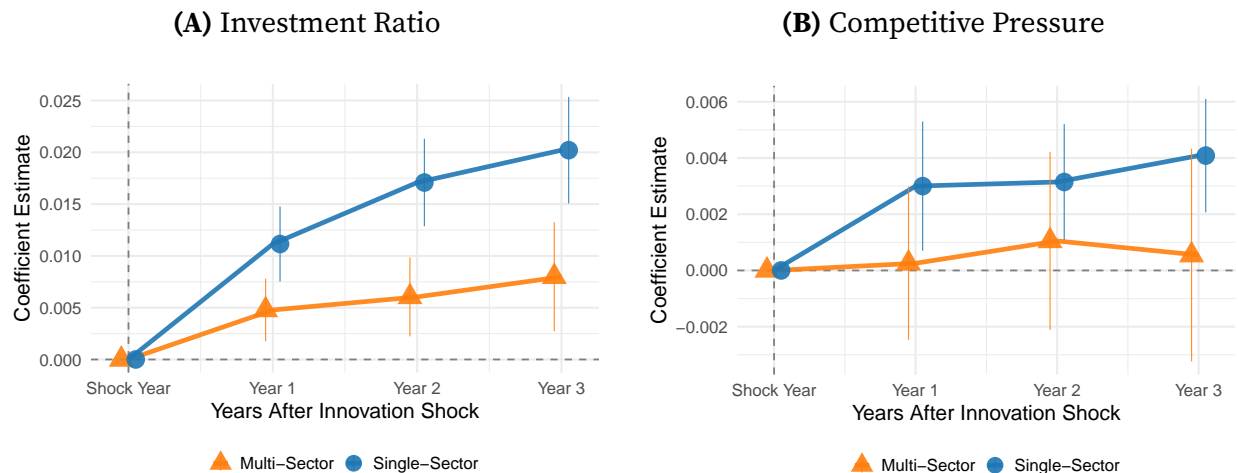 (A) Investment Ratio
0.025
0.020
0.015
0.010
0.005
0.000
Coefficient Estimate
Shock Year Year 1 Year 2 Year 3
Years After Innovation Shock
Multi−Sector Single−Sector
(B) Competitive Pressure
0.006
0.004
0.002
0.000
−0.002
Coefficient Estimate
Shock Year Year 1 Year 2 Year 3
Years After Innovation Shock
Multi−Sector Single−Sector